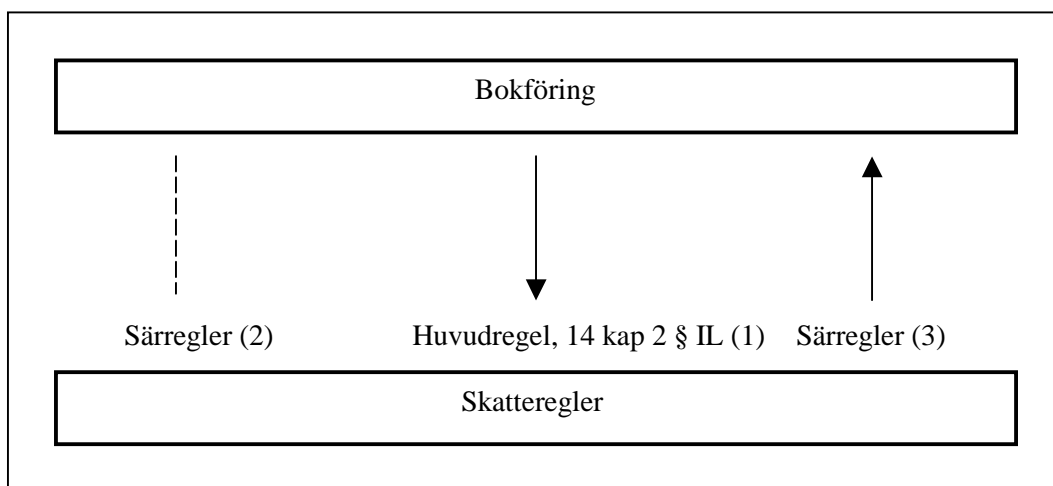 Bokföring
Särregler (2) Huvudregel, 14 kap 2 § IL (1) Särregler (3)
Skatteregler